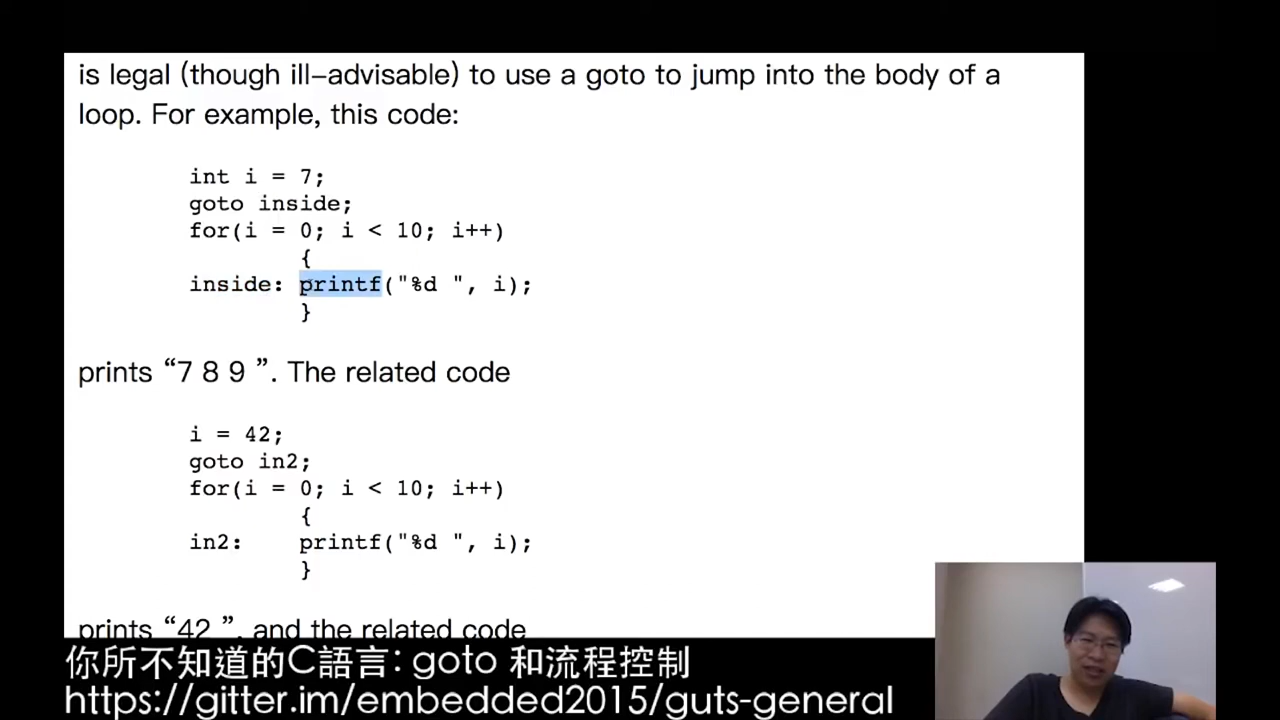 is legal (though ill–advisable) to use a goto to jump into the body of a
loop. For example, this code:
int i = 7;
goto inside;
for(i = 0; i < 10; i++)
{
inside: printf("%d ", i);
}
prints “7 8 9 ”. The related code
i = 42;
goto in2;
for(i = 0; i < 10; i++)
{
in2: printf("%d ", i);
}
prints “42 ”, and the related code
你所不知道的C語言: goto 和流程控制
https://gitter.im/embedded2015/guts-general